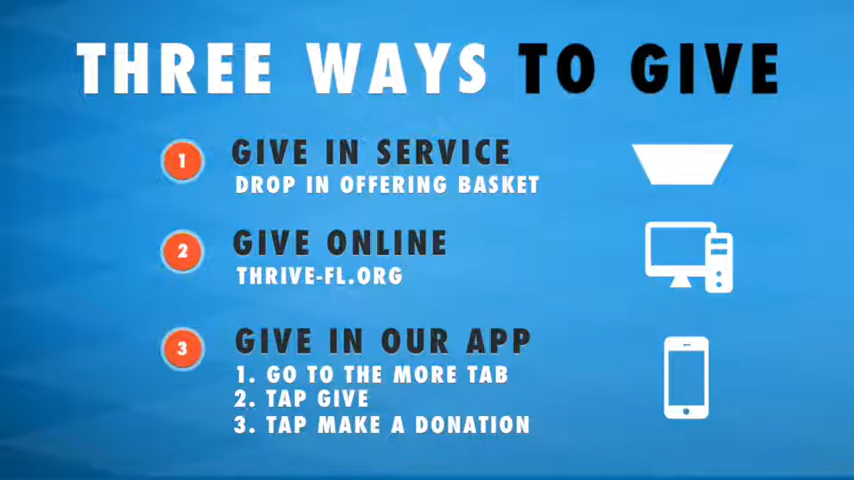 THREE WAYS TO GIVE
1 GIVE IN SERVICE
DROP IN OFFERING BASKET
2 GIVE ONLINE
THRIVE-FL.ORG
3 GIVE IN OUR APP
1. GO TO THE MORE TAB
2. TAP GIVE
3. TAP MAKE A DONATION